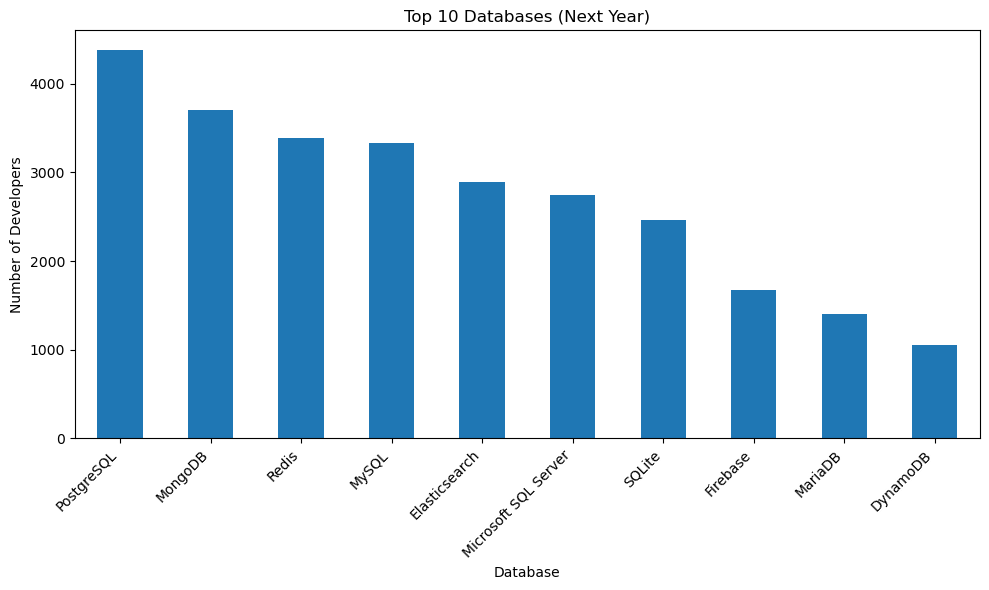 Top 10 Databases (Next Year)
Number of Developers
4000
3000
2000
1000
0
PostgreSQL
MongoDB
Redis
MySQL
Elasticsearch
Microsoft SQL Server
SQLite
Firebase
MariaDB
DynamoDB
Database